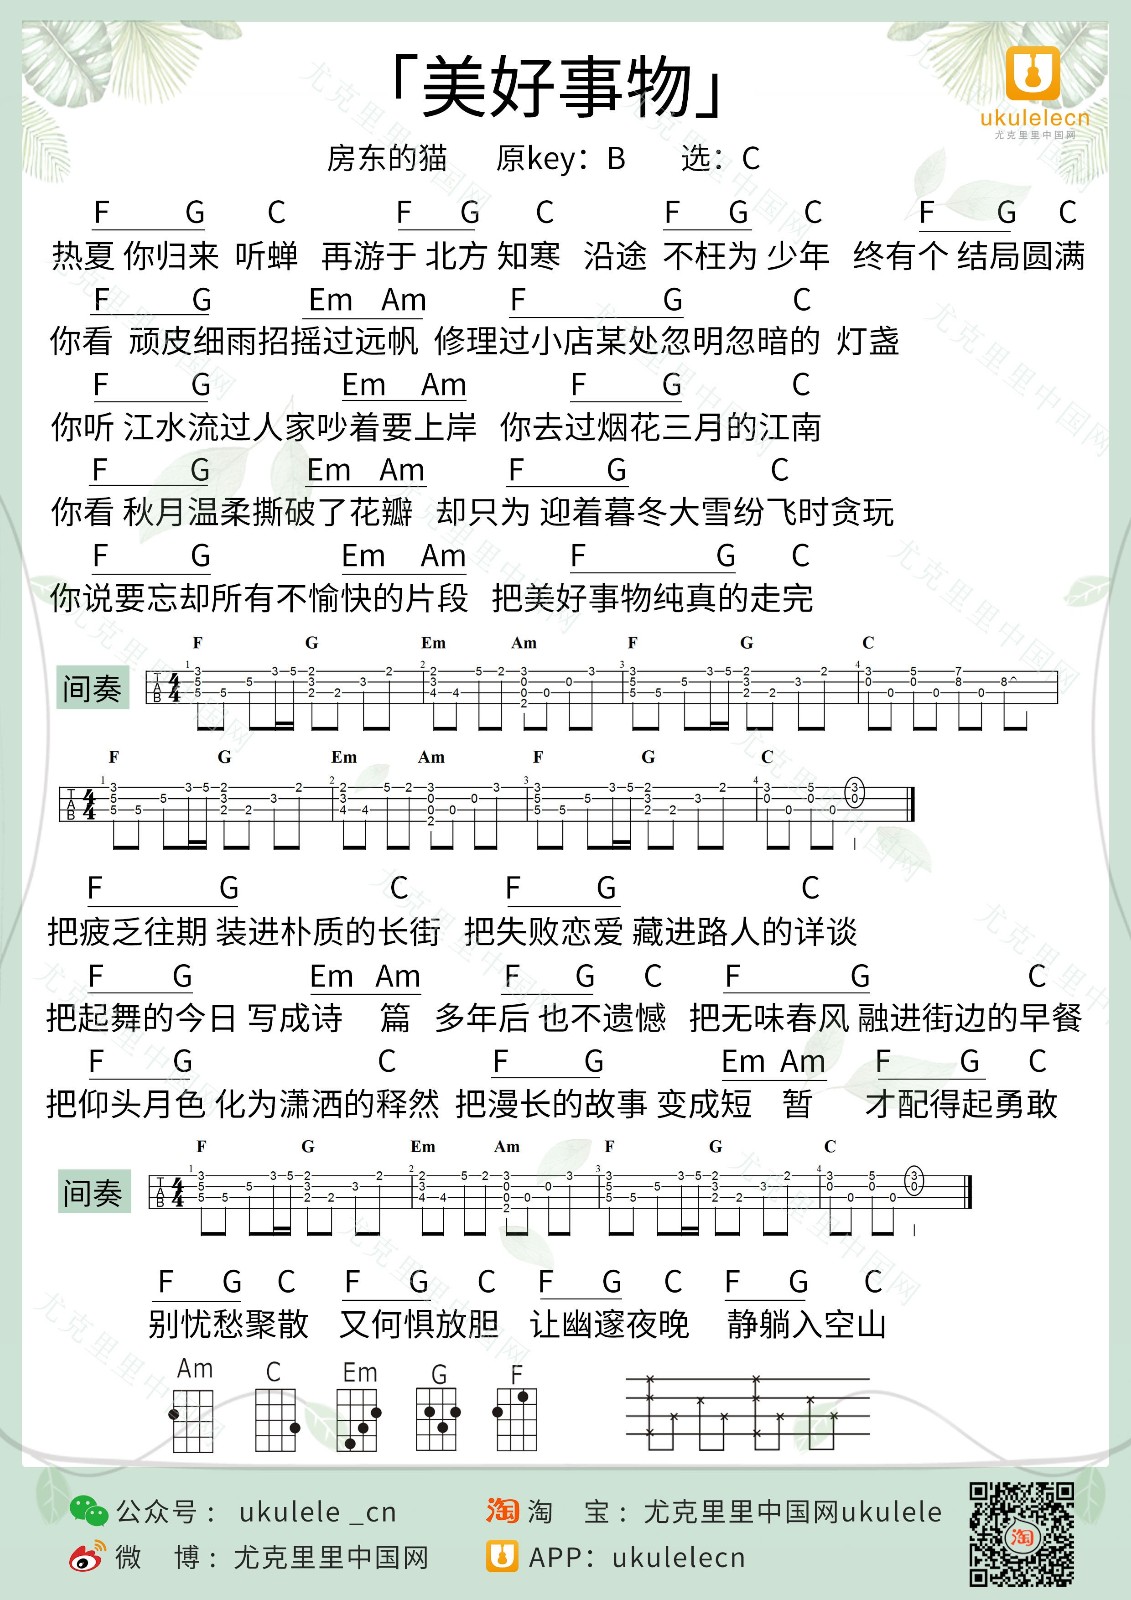 「美好事物」
ukulelecn
尤克里里中国网
房东的猫 原key：B 选：C
F G C F G C F G C F G C
热夏 你归来 听蝉 再游于 北方 知寒 沿途 不枉为 少年 终有个 结局圆满
F G Em Am F G C
你看 顽皮细雨招摇过远帆 修理过小店某处忽明忽暗的 灯盏
F G Em Am F G C
你听 江水流过人家吵着要上岸 你去过烟花三月的江南
F G Em Am F G C
你看 秋月温柔撕破了花瓣 却只为 迎着暮冬大雪纷飞时贪玩
F G Em Am F G C
你说要忘却所有不愉快的片段 把美好事物纯真的走完
F G Em Am F G C
间奏
F G Em Am F G C
F G C F G C
把疲乏往期 装进朴质的长街 把失败恋爱 藏进路人的详谈
F G Em Am F G C F G C
把起舞的今日 写成诗 篇 多年后 也不遗憾 把无味春风 融进街边的早餐
F G C F G Em Am F G C
把仰头月色 化为潇洒的释然 把漫长的故事 变成短 暂 才配得起勇敢
F G Em Am F G C
间奏
F G C F G C F G C F G C
别忧愁聚散 又何惧放胆 让幽邃夜晚 静躺入空山
Am C Em G F
公众号： ukulele _cn
淘 宝： 尤克里里中国网ukulele
微 博： 尤克里里中国网
APP：ukulelecn